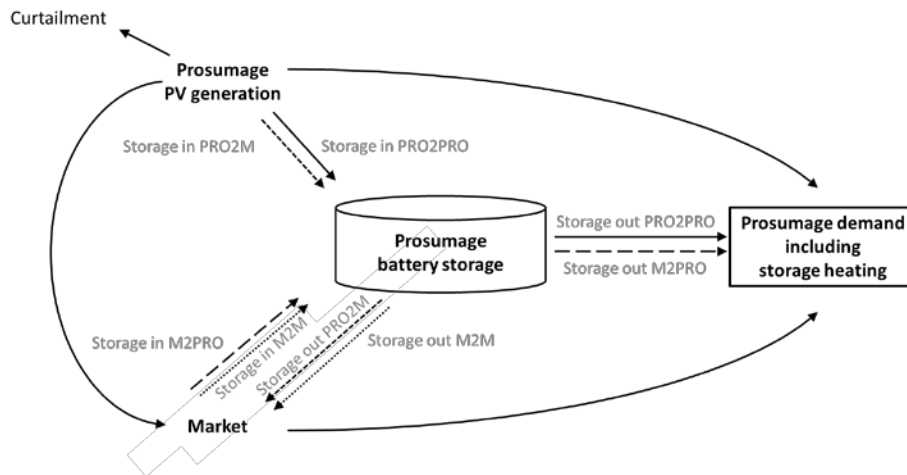 Curtailment
Prosumage
PV generation
Storage in PRO2M
Storage in PRO2PRO
Prosumage
battery storage
Storage out PRO2PRO
Storage out M2PRO
Prosumage demand
including
storage heating
Storage in M2PRO
Storage in M2M
Storage out PRO2M
Storage out M2M
Market